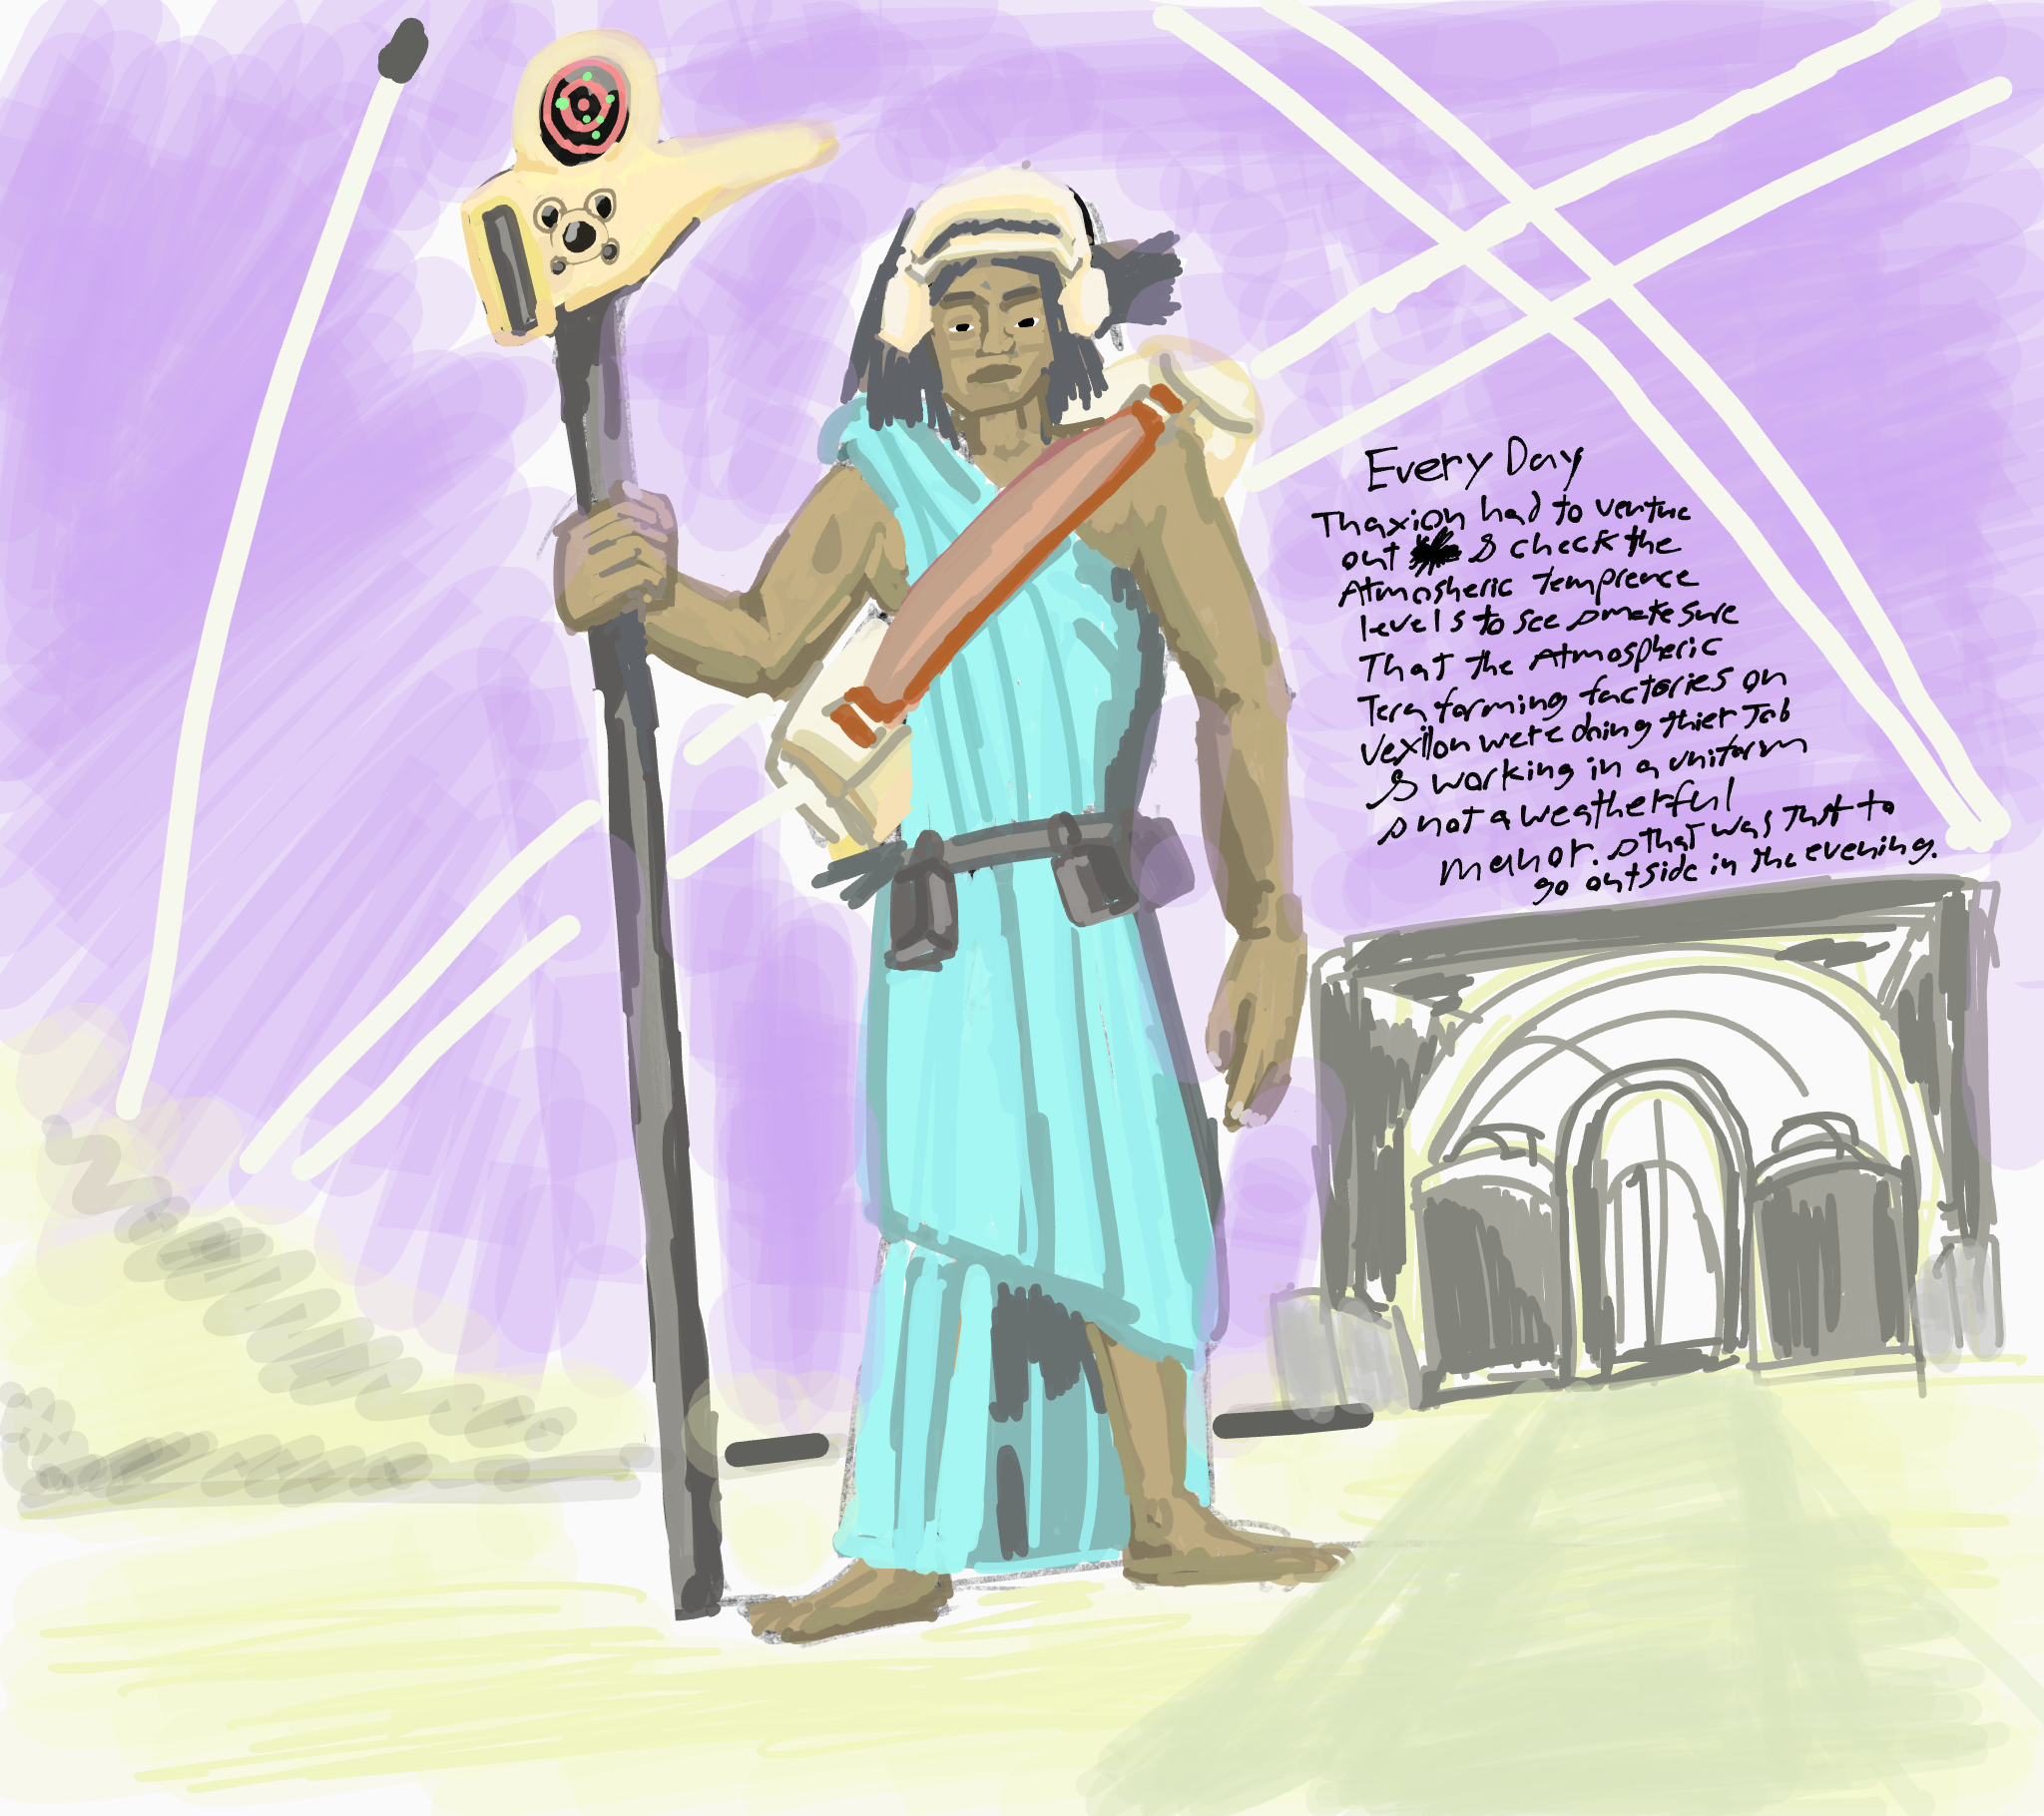 Every Day
Thaxion had to venture
out & check the
Atmosheric temprence
levels to see & make sure
That the Atmospheric
Tera forming factories on
Vexilon were doing thier Job
& working in a uniform
& not a weatherful
manor. & that was Just to
go outside in the evening.